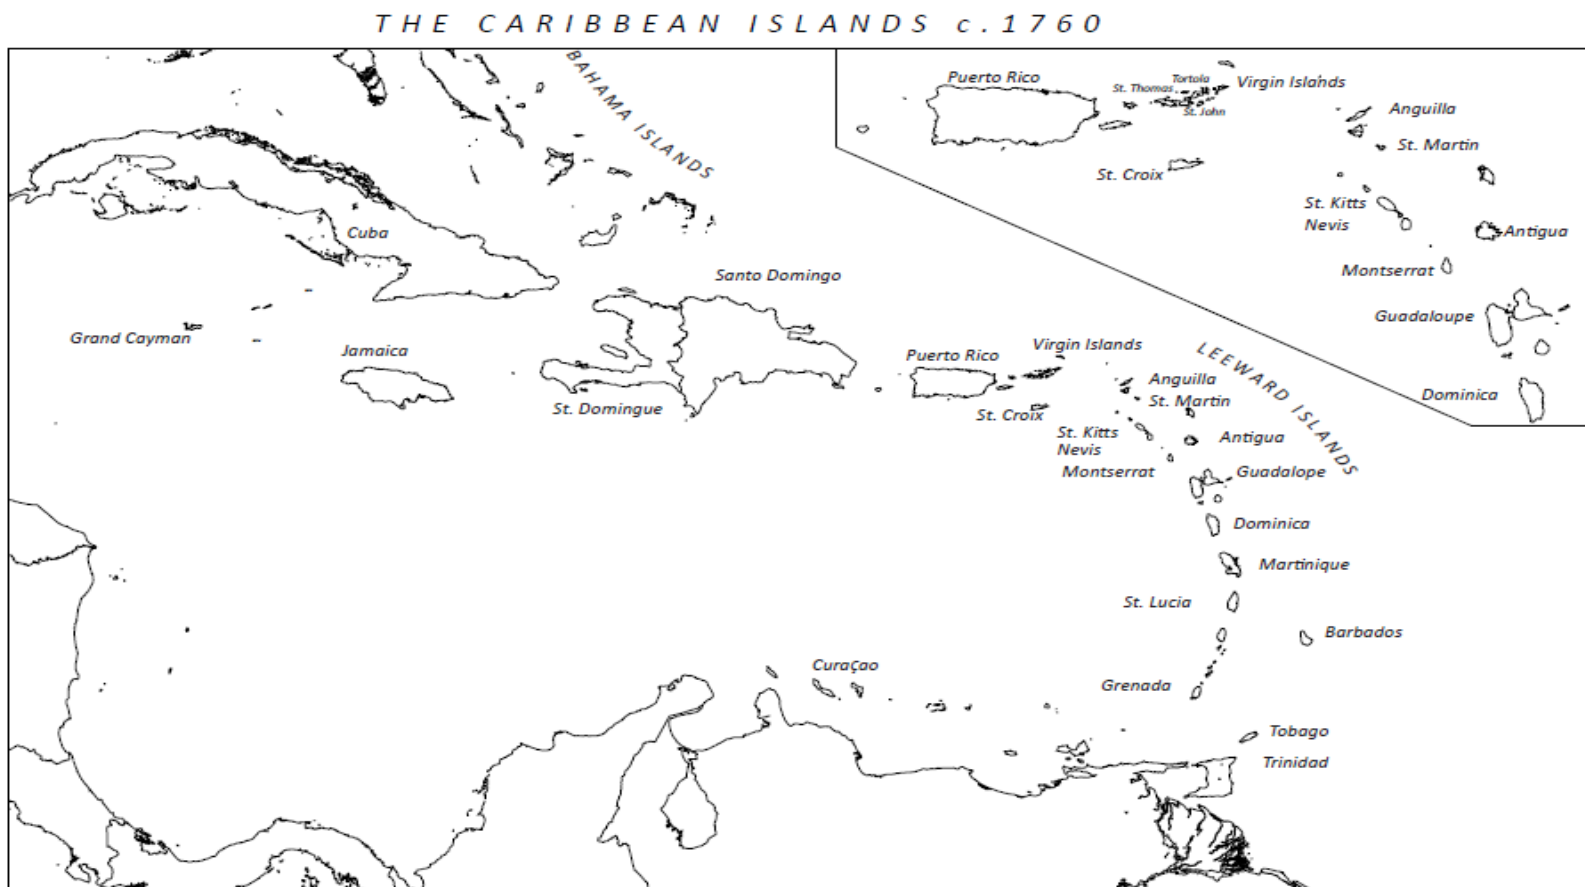 THE CARIBBEAN ISLANDS c.1760
BAHAMA ISLANDS
Cuba
Santo Domingo
Grand Cayman
Jamaica
St. Domingue
Puerto Rico
Virgin Islands
LEEWARD ISLANDS
Anguilla
St. Martin
St. Croix
St. Kitts
Nevis
Antigua
Montserrat
Guadalope
Dominica
Martinique
St. Lucia
Barbados
Curaçao
Grenada
Tobago
Trinidad
Puerto Rico
St. Thomas
Tortola
Virgin Islands
St. John
Anguilla
St. Martin
St. Croix
St. Kitts
Nevis
Antigua
Montserrat
Guadaloupe
Dominica